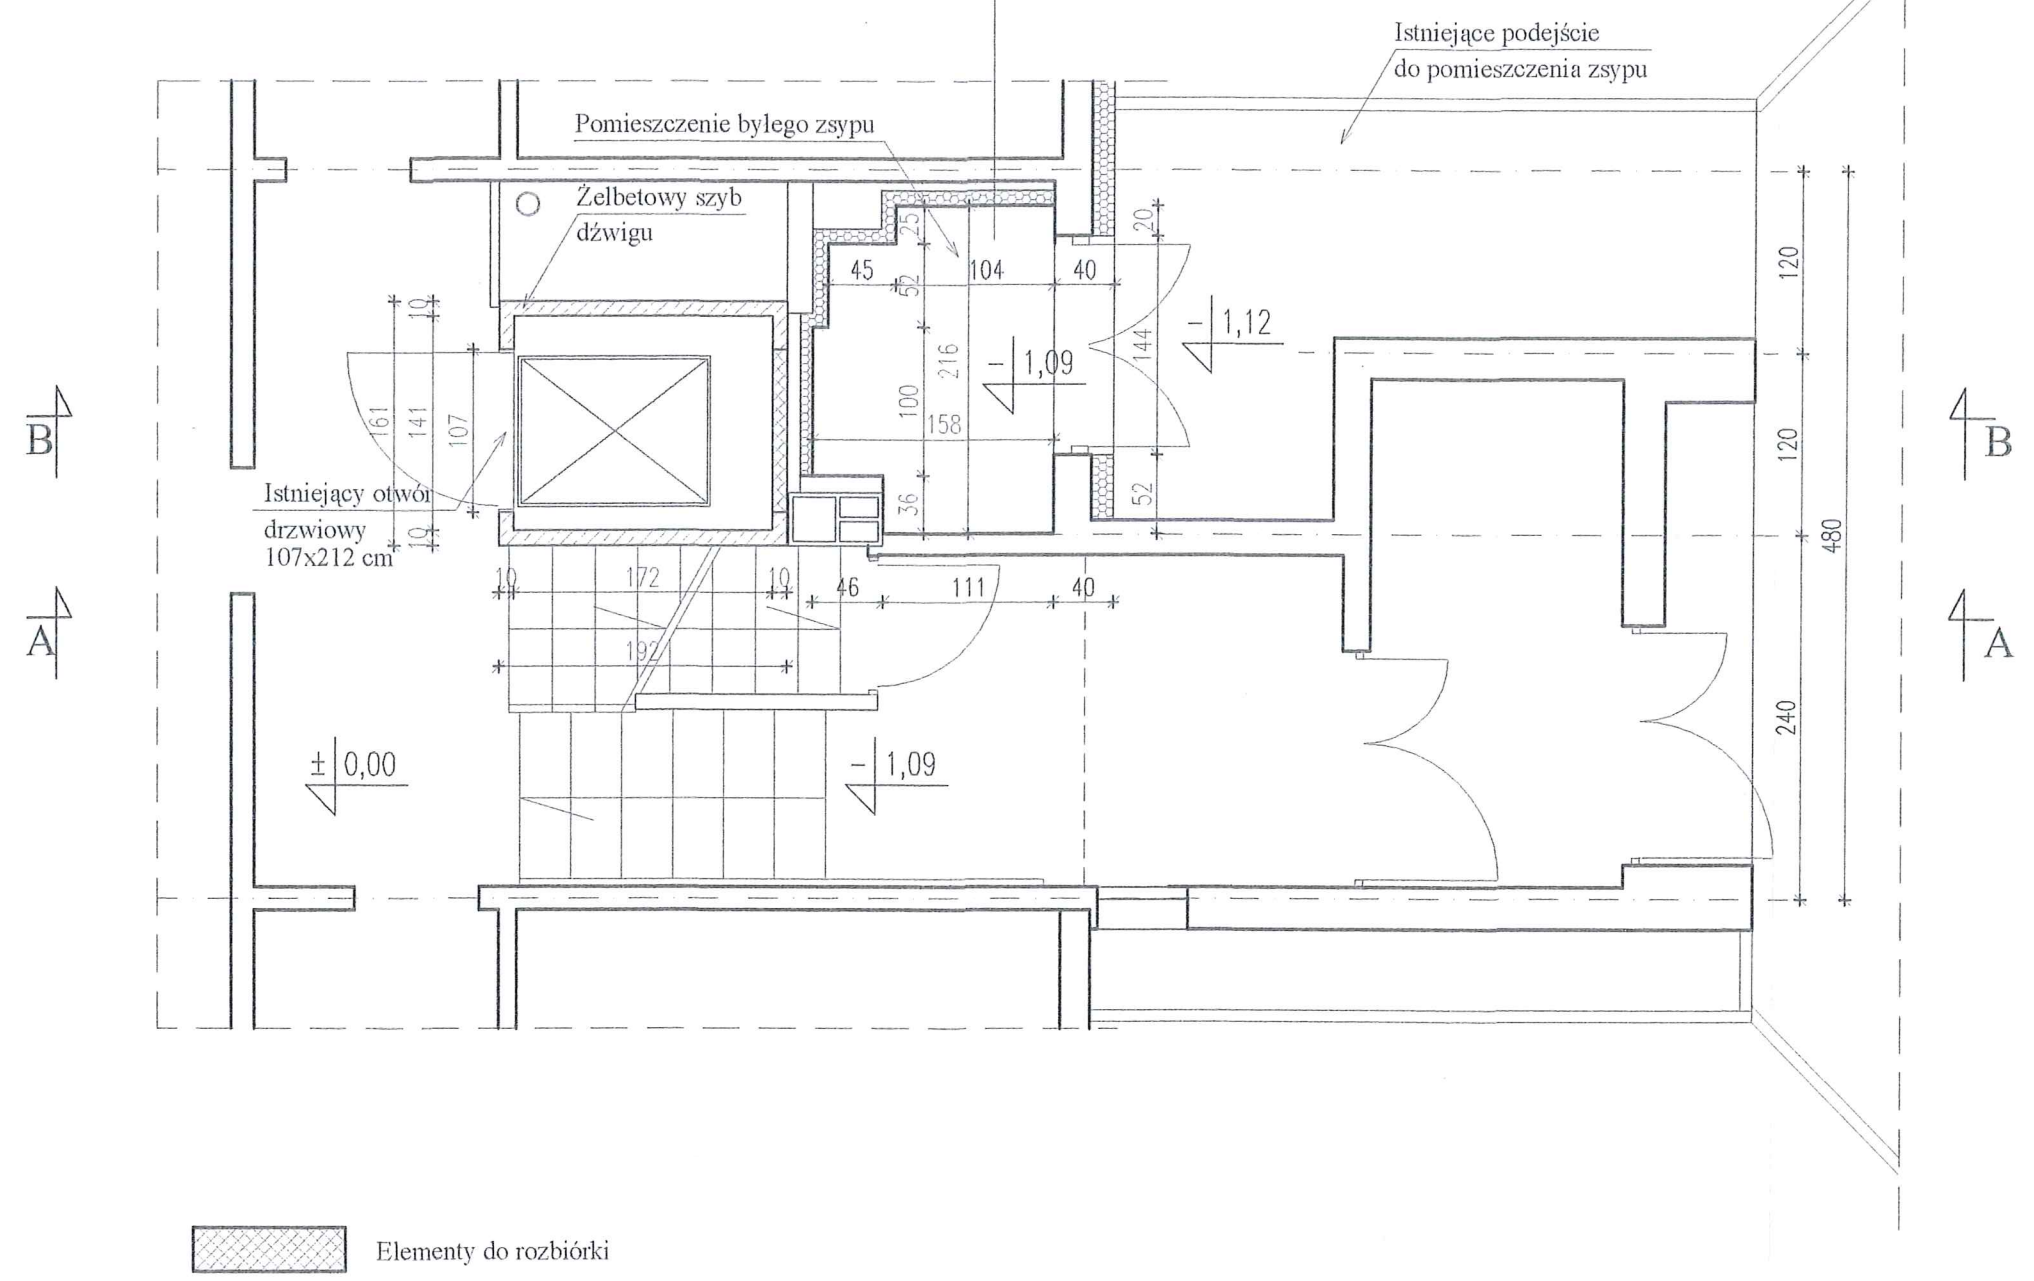 Istniejące podejście
do pomieszczenia zsypu
Pomieszczenie byłego zsypu
Żelbetowy szyb
dźwigu
25
20
45
52
104
40
120
10
161
141
107
100
216
158
36
144
52
- 1,09
- 1,12
120
480
B
B
Istniejący otwór
drzwiowy
107x212 cm
10
10
172
10
46
111
40
192
A
A
240
± 0,00
- 1,09
Elementy do rozbiórki